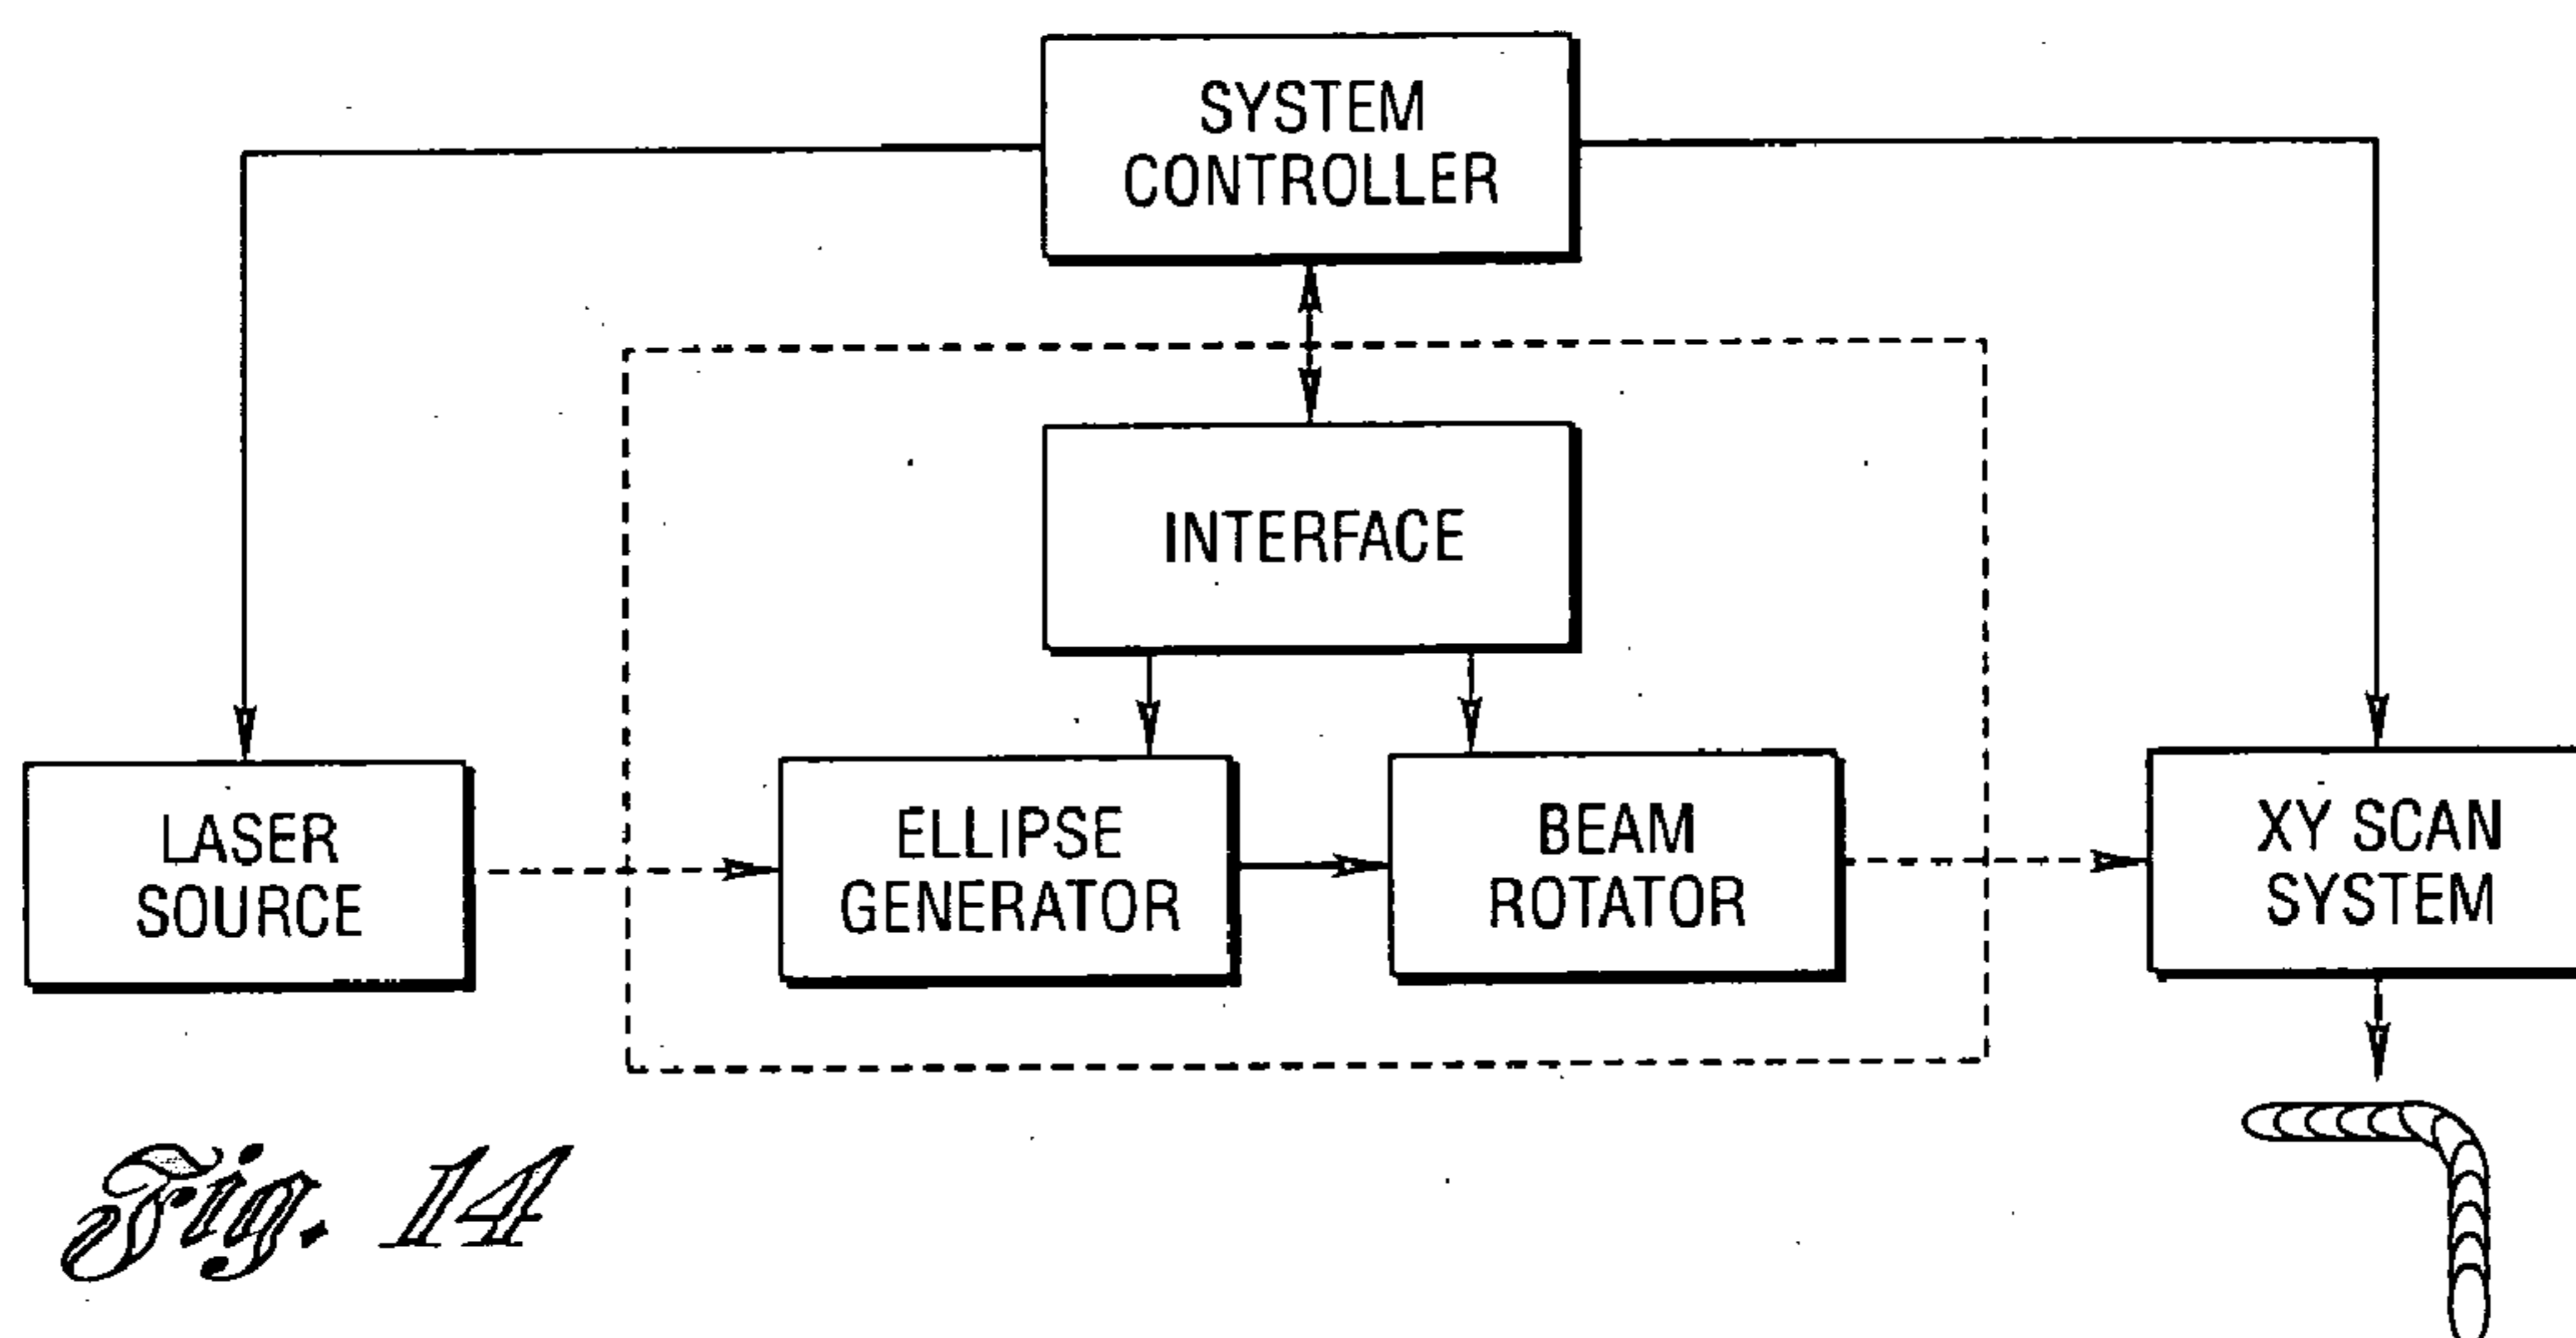 SYSTEM
CONTROLLER
INTERFACE
LASER
SOURCE
ELLIPSE
GENERATOR
BEAM
ROTATOR
XY SCAN
SYSTEM
Fig. 14